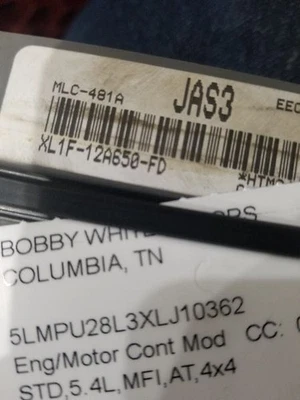 MLC-481A JAS3 EEC
XL1F-12A650-FD
BOBBY
COLUMBIA, TN
5LMPU28L3XLJ10362
Eng/Motor Cont Mod CC:
STD,5.4L,MFI,AT,4x4